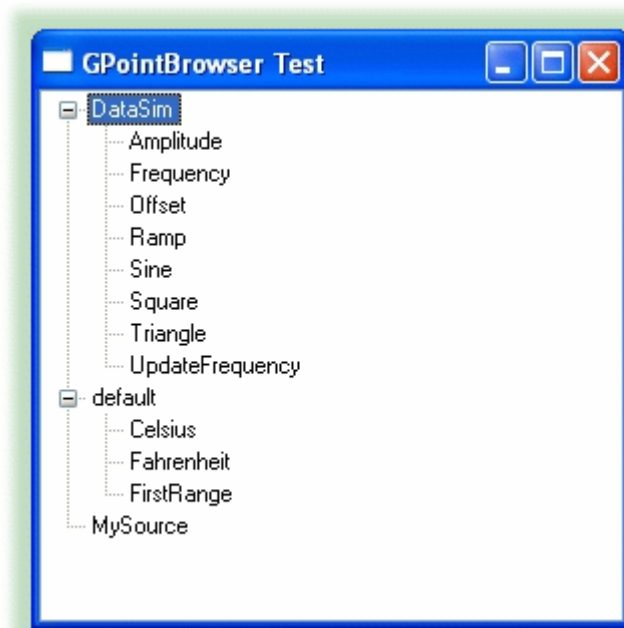 GPointBrowser Test
DataSim
Amplitude
Frequency
Offset
Ramp
Sine
Square
Triangle
UpdateFrequency
default
Celsius
Fahrenheit
FirstRange
MySource